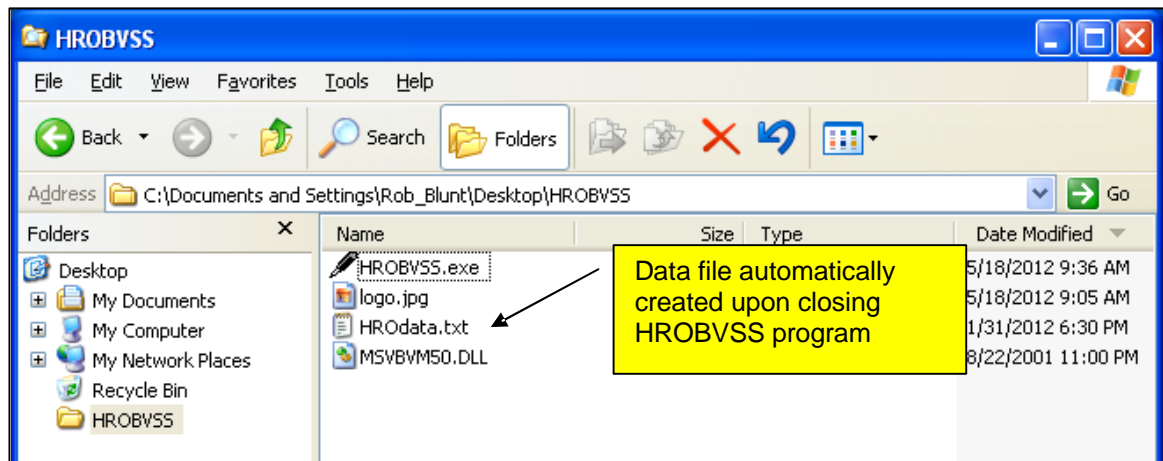 HROBVSS
File Edit View Favorites Tools Help
Back Search Folders
Address C:\Documents and Settings\Rob_Blunt\Desktop\HROBVSS Go
Folders x Name Size Type Date Modified
Desktop
My Documents
My Computer
My Network Places
Recycle Bin
HROBVSS
HROBVSS.exe 5/18/2012 9:36 AM
logo.jpg 5/18/2012 9:05 AM
HROdata.txt 1/31/2012 6:30 PM
MSVBVM50.DLL 8/22/2001 11:00 PM
Data file automatically
created upon closing
HROBVSS program